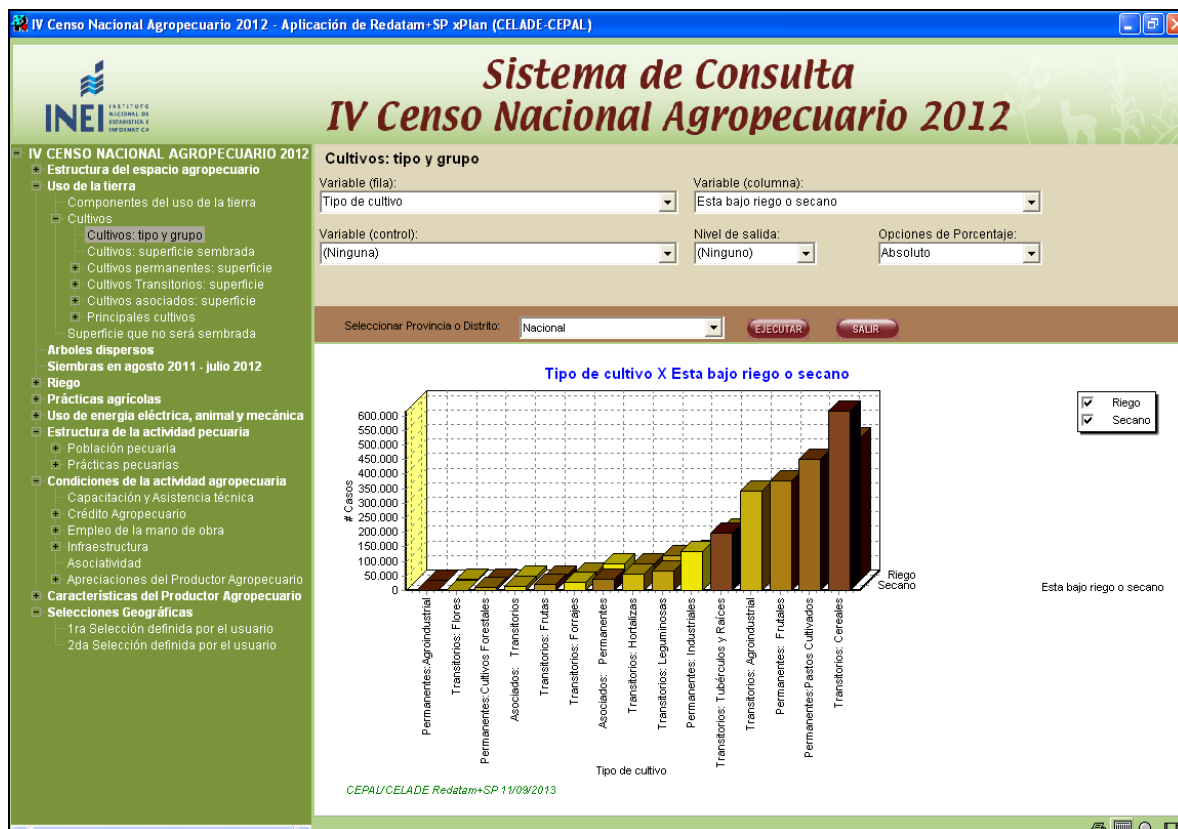 IV Censo Nacional Agropecuario 2012 - Aplicación de Redatam+SP xPlan (CELADE-CEPAL)
INEI
INSTITUTO
NACIONAL DE
ESTADISTICA E
INFORMATICA
Sistema de Consulta
IV Censo Nacional Agropecuario 2012
IV CENSO NACIONAL AGROPECUARIO 2012
Estructura del espacio agropecuario
Uso de la tierra
Componentes del uso de la tierra
Cultivos
Cultivos: tipo y grupo
Cultivos: superficie sembrada
Cultivos permanentes: superficie
Cultivos Transitorios: superficie
Cultivos asociados: superficie
Principales cultivos
Superficie que no será sembrada
Arboles dispersos
Siembras en agosto 2011 - julio 2012
Riego
Prácticas agrícolas
Uso de energia eléctrica, animal y mecánica
Estructura de la actividad pecuaria
Población pecuaria
Prácticas pecuarias
Condiciones de la actividad agropecuaria
Capacitación y Asistencia técnica
Crédito Agropecuario
Empleo de la mano de obra
Infraestructura
Asociatividad
Apreciaciones del Productor Agropecuario
Características del Productor Agropecuario
Selecciones Geográficas
1ra Selección definida por el usuario
2da Selección definida por el usuario
Cultivos: tipo y grupo
Variable (fila):
Variable (columna):
Tipo de cultivo
Esta bajo riego o secano
Variable (control):
Nivel de salida:
Opciones de Porcentaje:
(Ninguna)
(Ninguno)
Absoluto
Seleccionar Provincia o Distrito:
Nacional
EJECUTAR
SALIR
Tipo de cultivo X Esta bajo riego o secano
Riego
Secano
# Casos
600.000
550.000
500.000
450.000
400.000
350.000
300.000
250.000
200.000
150.000
100.000
50.000
0
Riego
Secano
Esta bajo riego o secano
Permanentes:Agroindustrial
Transitorios: Flores
Permanentes:Cultivos Forestales
Asociados: Transitorios
Transitorios: Frutas
Transitorios: Forrajes
Asociados: Permanentes
Transitorios: Hortalizas
Transitorios: Leguminosas
Permanentes: Industriales
Transitorios: Tubérculos y Raíces
Transitorios: Agroindustrial
Permanentes: Frutales
Permanentes:Pastos Cultivados
Transitorios: Cereales
Tipo de cultivo
CEPAL/CELADE Redatam+SP 11/09/2013